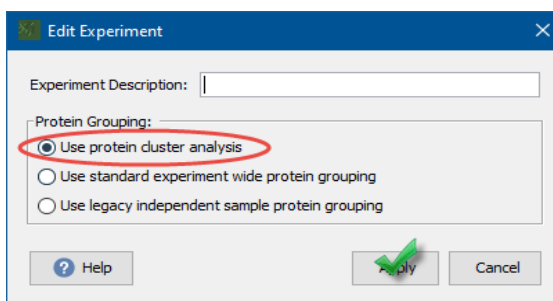 Edit Experiment
Experiment Description:
Protein Grouping:
Use protein cluster analysis
Use standard experiment wide protein grouping
Use legacy independent sample protein grouping
Help Apply Cancel